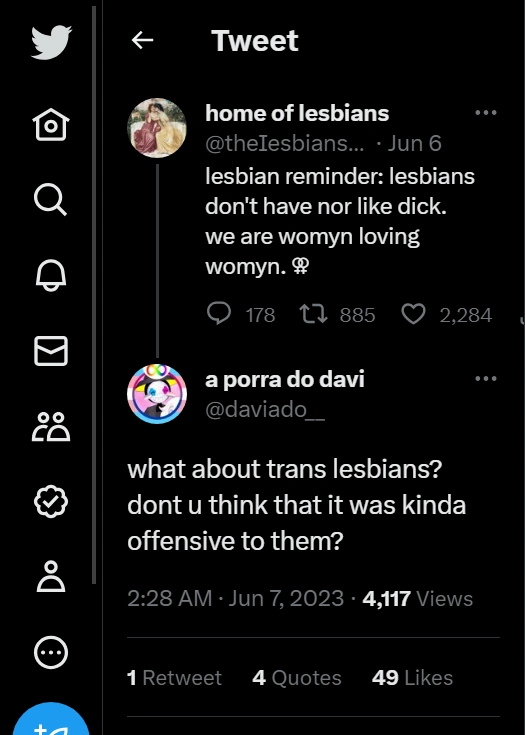 Tweet
home of lesbians
@theIesbians... · Jun 6
lesbian reminder: lesbians
don't have nor like dick.
we are womyn loving
womyn. ⚢
178 885 2,284
a porra do davi
@daviado__
what about trans lesbians?
dont u think that it was kinda
offensive to them?
2:28 AM · Jun 7, 2023 · 4,117 Views
1 Retweet 4 Quotes 49 Likes